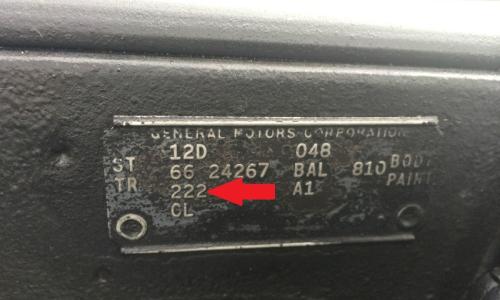 GENERAL MOTORS CORPORATION
12D 048
ST 66 24267 BAL 810 BODY
TR 222 A1 PAINT
CL